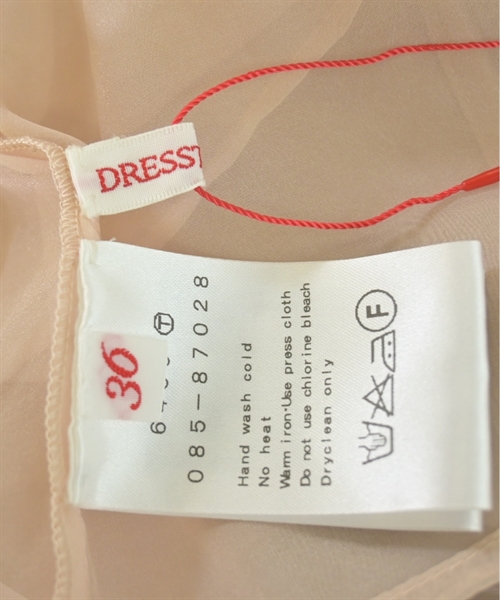 DRESST
36
T
085-87028
Hand wash cold
No heat
Warm iron·Use press cloth
Do not use chlorine bleach
Dryclean only
F